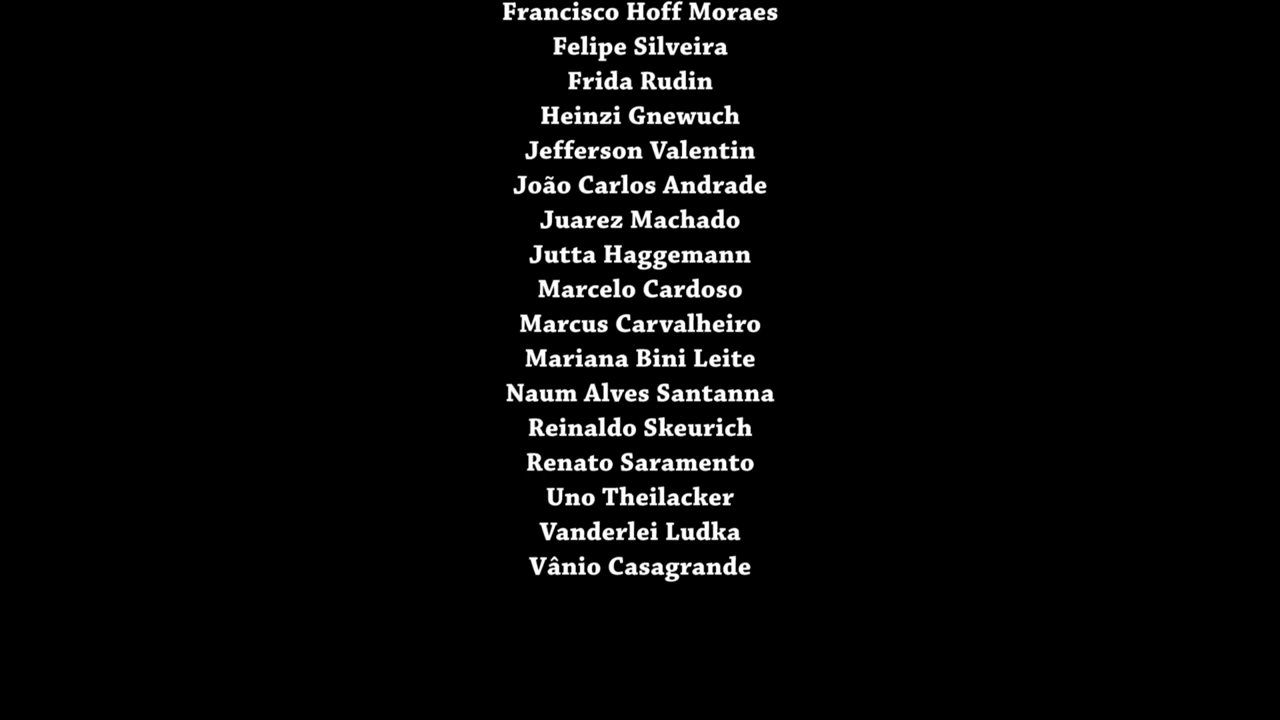 Francisco Hoff Moraes
Felipe Silveira
Frida Rudin
Heinzi Gnewuch
Jefferson Valentin
João Carlos Andrade
Juarez Machado
Jutta Haggemann
Marcelo Cardoso
Marcus Carvalheiro
Mariana Bini Leite
Naum Alves Santanna
Reinaldo Skeurich
Renato Saramento
Uno Theilacker
Vanderlei Ludka
Vânio Casagrande